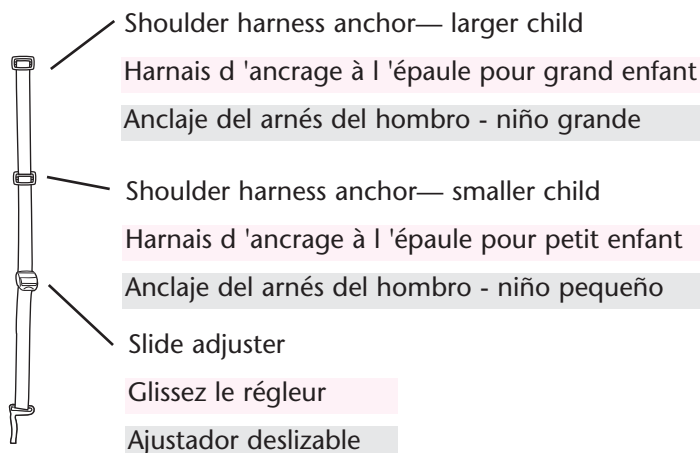 Shoulder harness anchor— larger child
Harnais d 'ancrage à l 'épaule pour grand enfant
Anclaje del arnés del hombro - niño grande
Shoulder harness anchor— smaller child
Harnais d 'ancrage à l 'épaule pour petit enfant
Anclaje del arnés del hombro - niño pequeño
Slide adjuster
Glissez le régleur
Ajustador deslizable